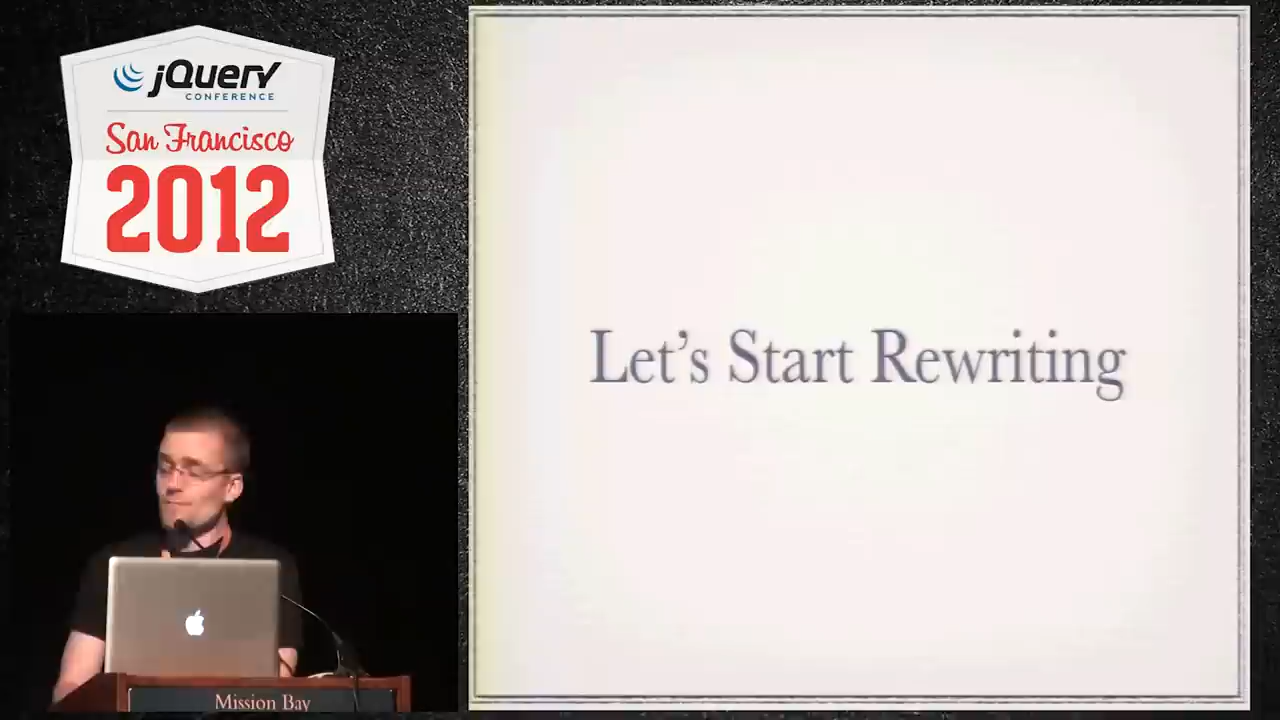 jQuery
CONFERENCE
San Francisco
2012
Let's Start Rewriting
Mission Bay